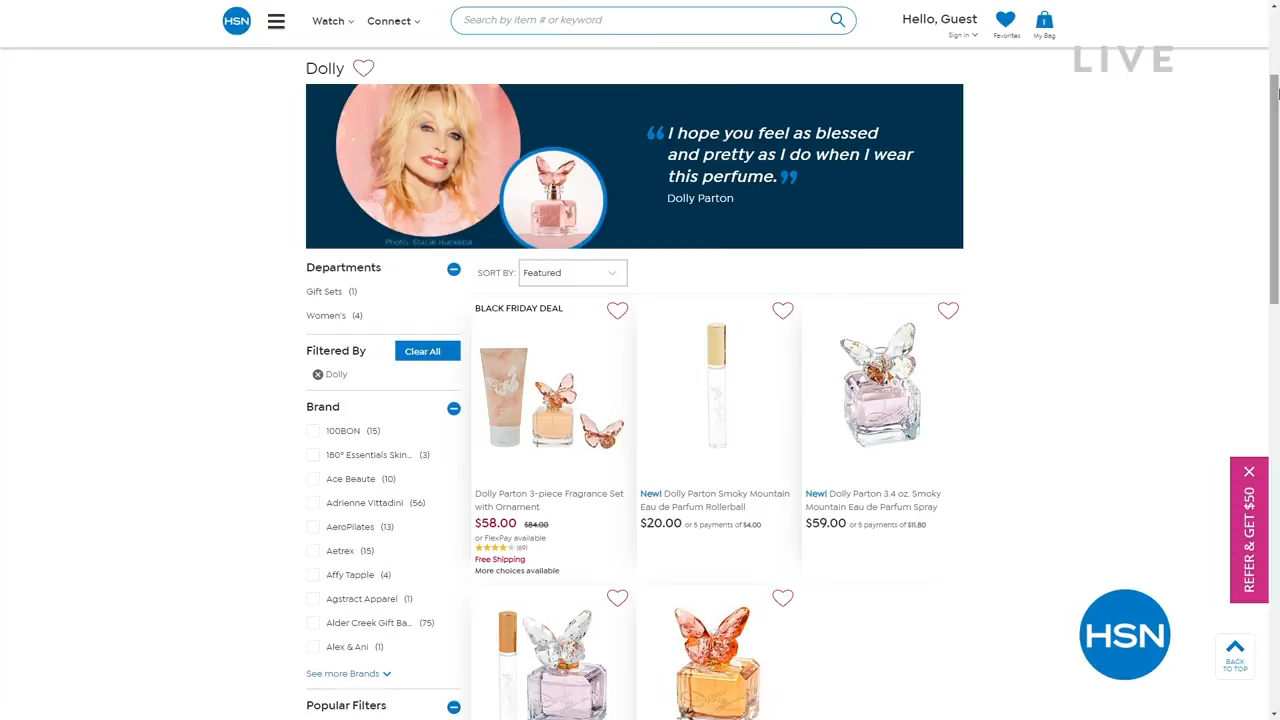 HSN
Watch
Connect
Search by item # or keyword
Hello, Guest
Sign In
Favorites
1
My Bag
LIVE
Dolly
“ I hope you feel as blessed
and pretty as I do when I wear
this perfume. ”
Dolly Parton
Photo: Stacie Huckeba
Departments
Gift Sets (1)
Women's (4)
Filtered By
Clear All
Dolly
Brand
100BON (15)
180° Essentials Skin... (3)
Ace Beaute (10)
Adrienne Vittadini (56)
AeroPilates (13)
Aetrex (15)
Affy Tapple (4)
Agstract Apparel (1)
Alder Creek Gift Ba... (75)
Alex & Ani (1)
See more Brands
Popular Filters
SORT BY: Featured
BLACK FRIDAY DEAL
Dolly Parton 3-piece Fragrance Set
with Ornament
$58.00 $84.00
or FlexPay available
(69)
Free Shipping
More choices available
New! Dolly Parton Smoky Mountain
Eau de Parfum Rollerball
$20.00 or 5 payments of $4.00
New! Dolly Parton 3.4 oz. Smoky
Mountain Eau de Parfum Spray
$59.00 or 5 payments of $11.80
REFER & GET $50
HSN
BACK
TO TOP